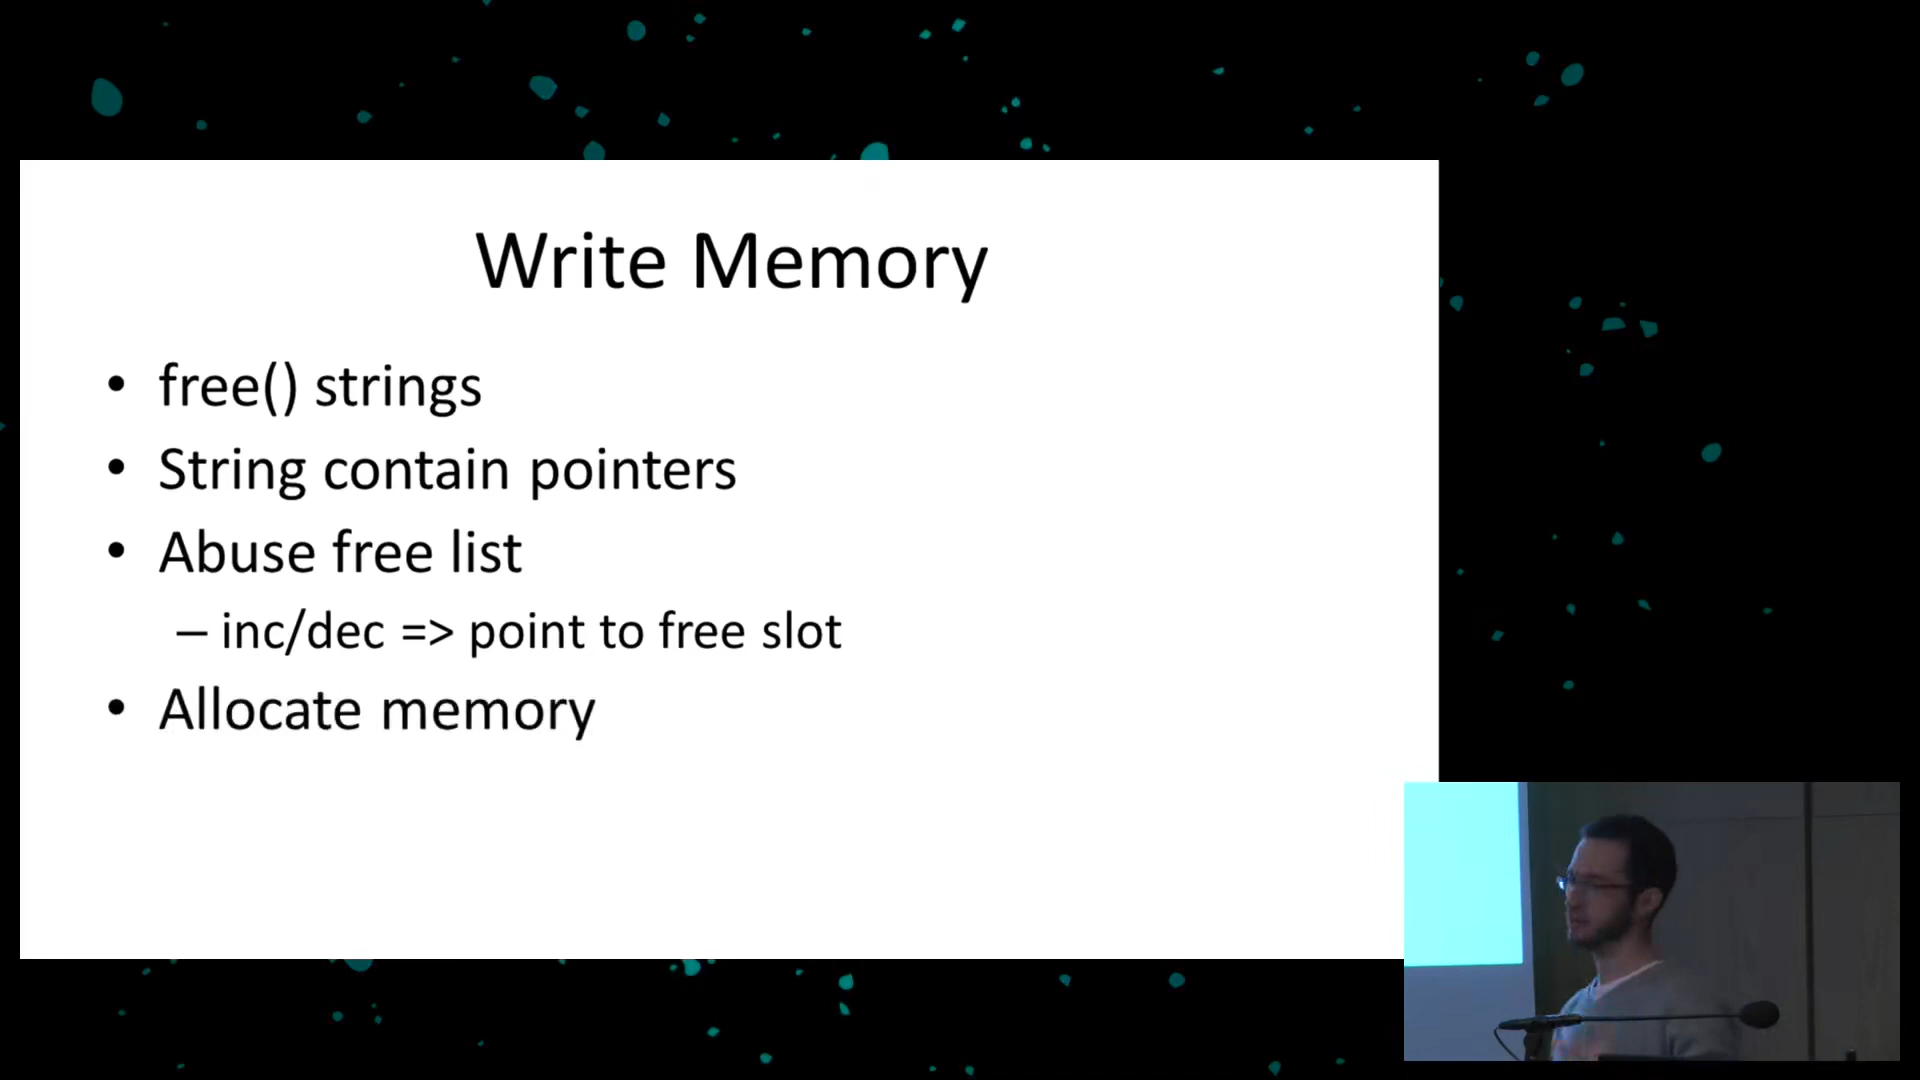 Write Memory
• free() strings
• String contain pointers
• Abuse free list
– inc/dec => point to free slot
• Allocate memory